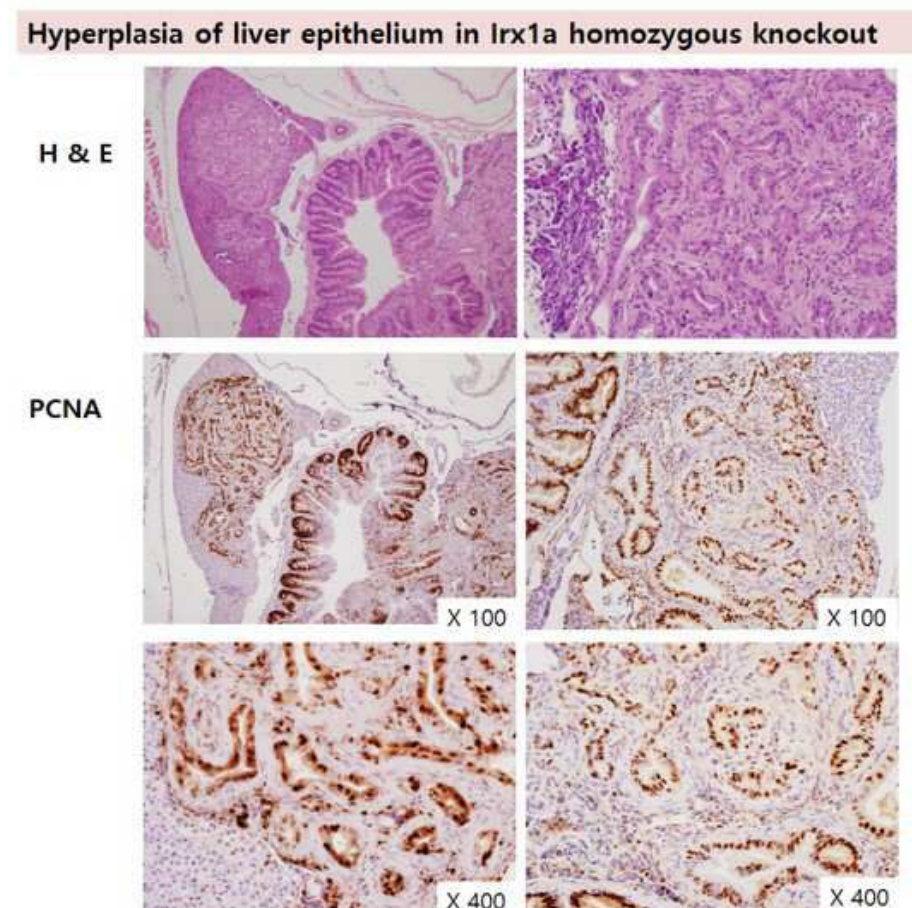 Hyperplasia of liver epithelium in Irx1a homozygous knockout
H & E
PCNA
X 100
X 100
X 400
X 400